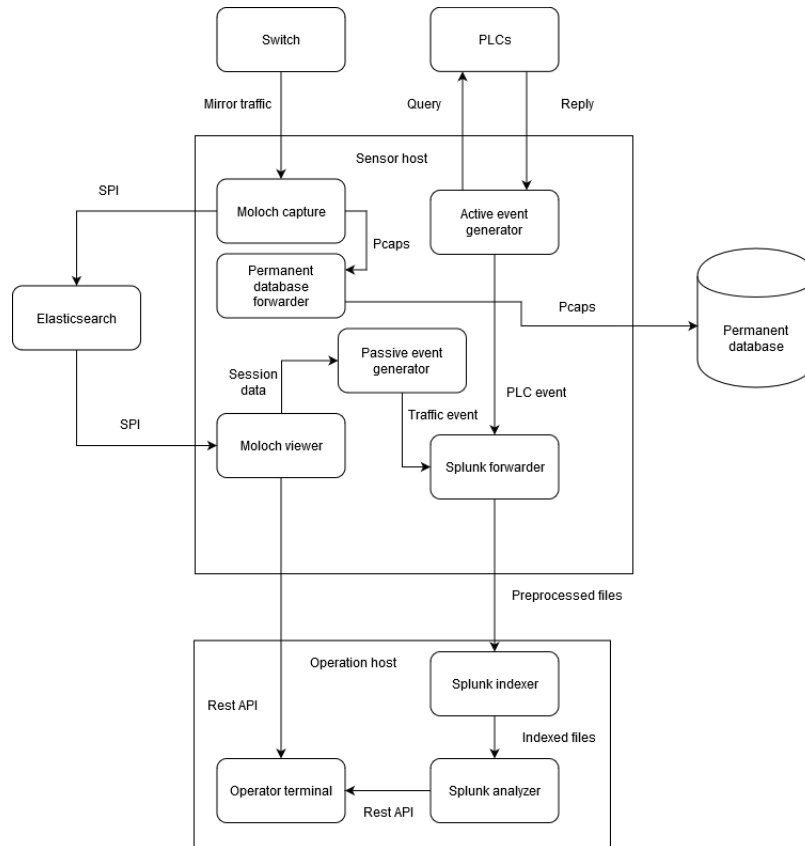 Switch
PLCs
Mirror traffic
Query
Reply
Sensor host
SPI
Moloch capture
Active event
generator
Pcaps
Permanent
database
forwarder
Elasticsearch
Pcaps
Permanent
database
Passive event
generator
Session
data
PLC event
Traffic event
SPI
Moloch viewer
Splunk forwarder
Preprocessed files
Operation host
Splunk indexer
Rest API
Indexed files
Operator terminal
Splunk analyzer
Rest API